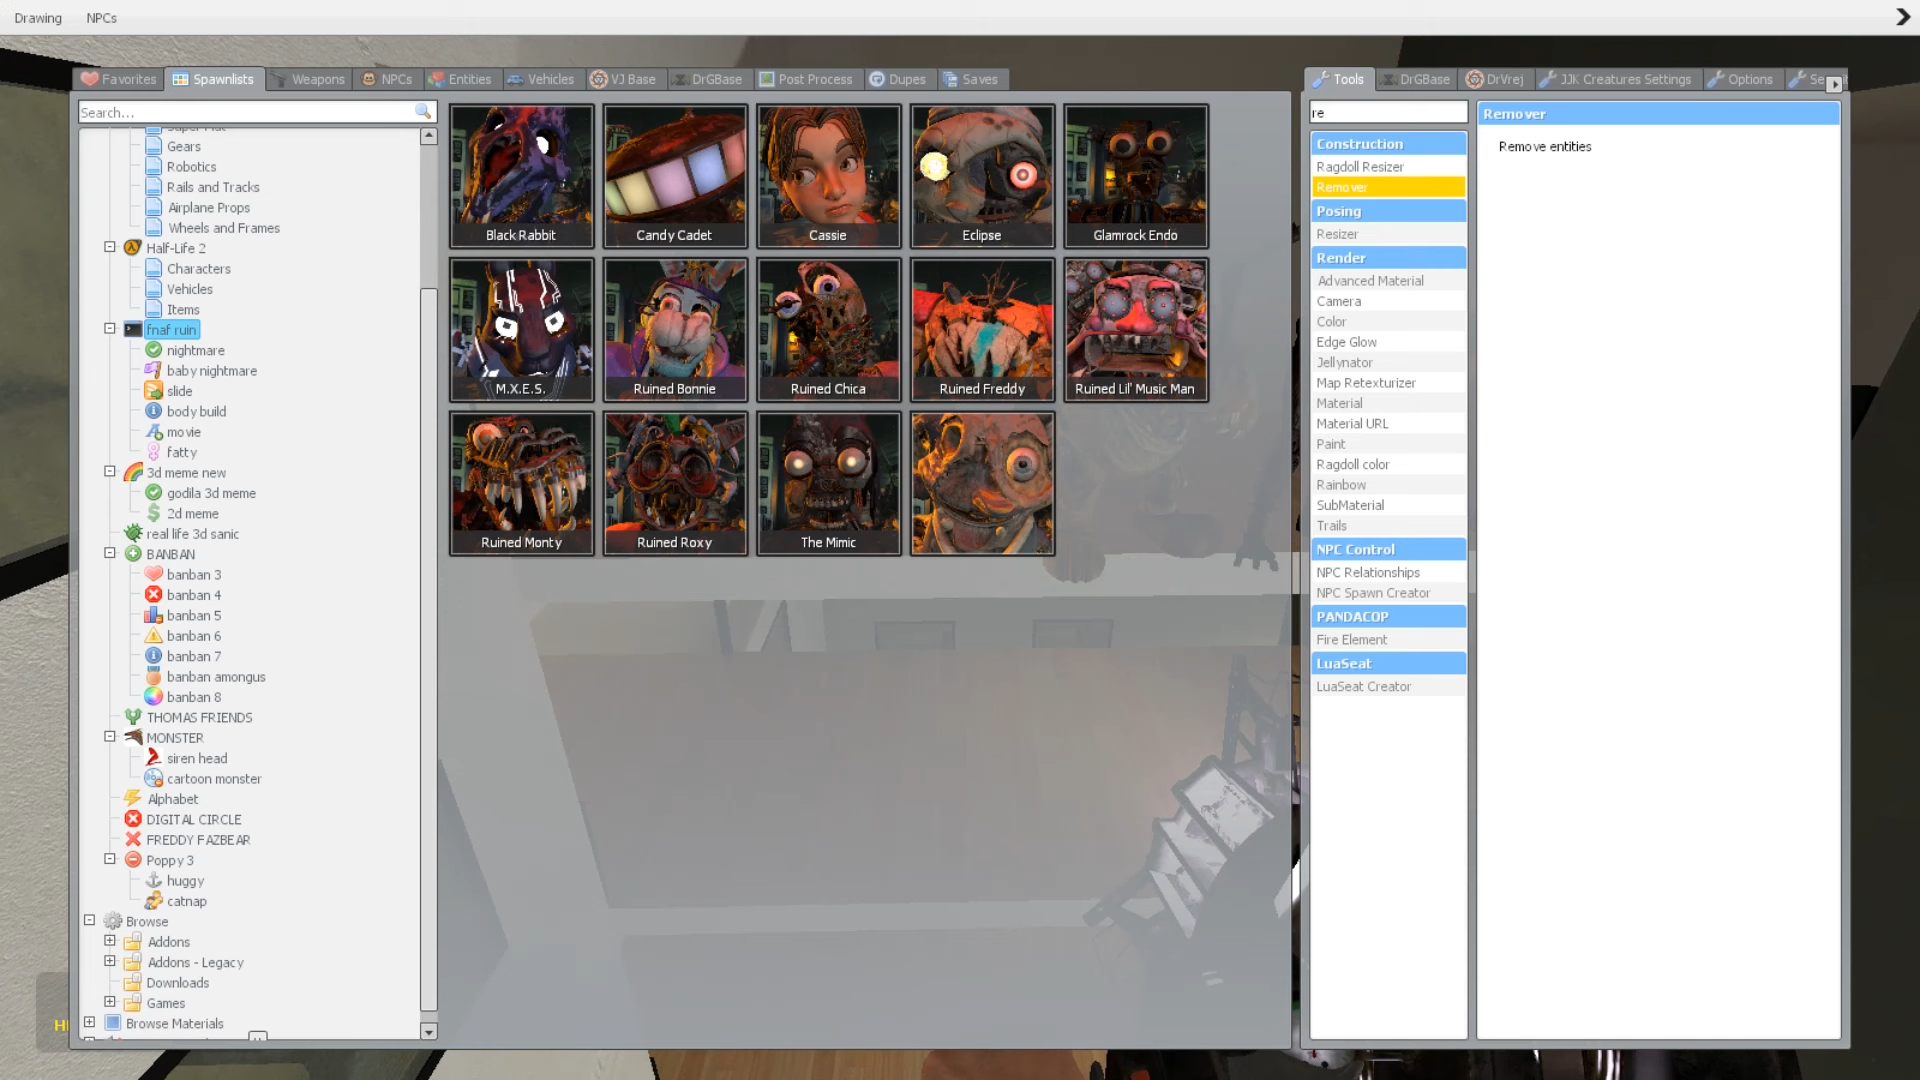 Drawing NPCs
Favorites Spawnlists Weapons NPCs Entities Vehicles VJ Base DrGBase Post Process Dupes Saves
Search...
Gears
Robotics
Rails and Tracks
Airplane Props
Wheels and Frames
Half-Life 2
Characters
Vehicles
Items
fnaf ruin
nightmare
baby nightmare
slide
body build
movie
fatty
3d meme new
godila 3d meme
2d meme
real life 3d sanic
BANBAN
banban 3
banban 4
banban 5
banban 6
banban 7
banban amongus
banban 8
THOMAS FRIENDS
MONSTER
siren head
cartoon monster
Alphabet
DIGITAL CIRCLE
FREDDY FAZBEAR
Poppy 3
huggy
catnap
Browse
Addons
Addons - Legacy
Downloads
Games
Browse Materials
Black Rabbit Candy Cadet Cassie Eclipse Glamrock Endo
M.X.E.S. Ruined Bonnie Ruined Chica Ruined Freddy Ruined Lil' Music Man
Ruined Monty Ruined Roxy The Mimic
Tools DrGBase DrVrej JJK Creatures Settings Options
re
Construction
Ragdoll Resizer
Remover
Posing
Resizer
Render
Advanced Material
Camera
Color
Edge Glow
Jellynator
Map Retexturizer
Material
Material URL
Paint
Ragdoll color
Rainbow
SubMaterial
Trails
NPC Control
NPC Relationships
NPC Spawn Creator
PANDACOP
Fire Element
LuaSeat
LuaSeat Creator
Remover
Remove entities